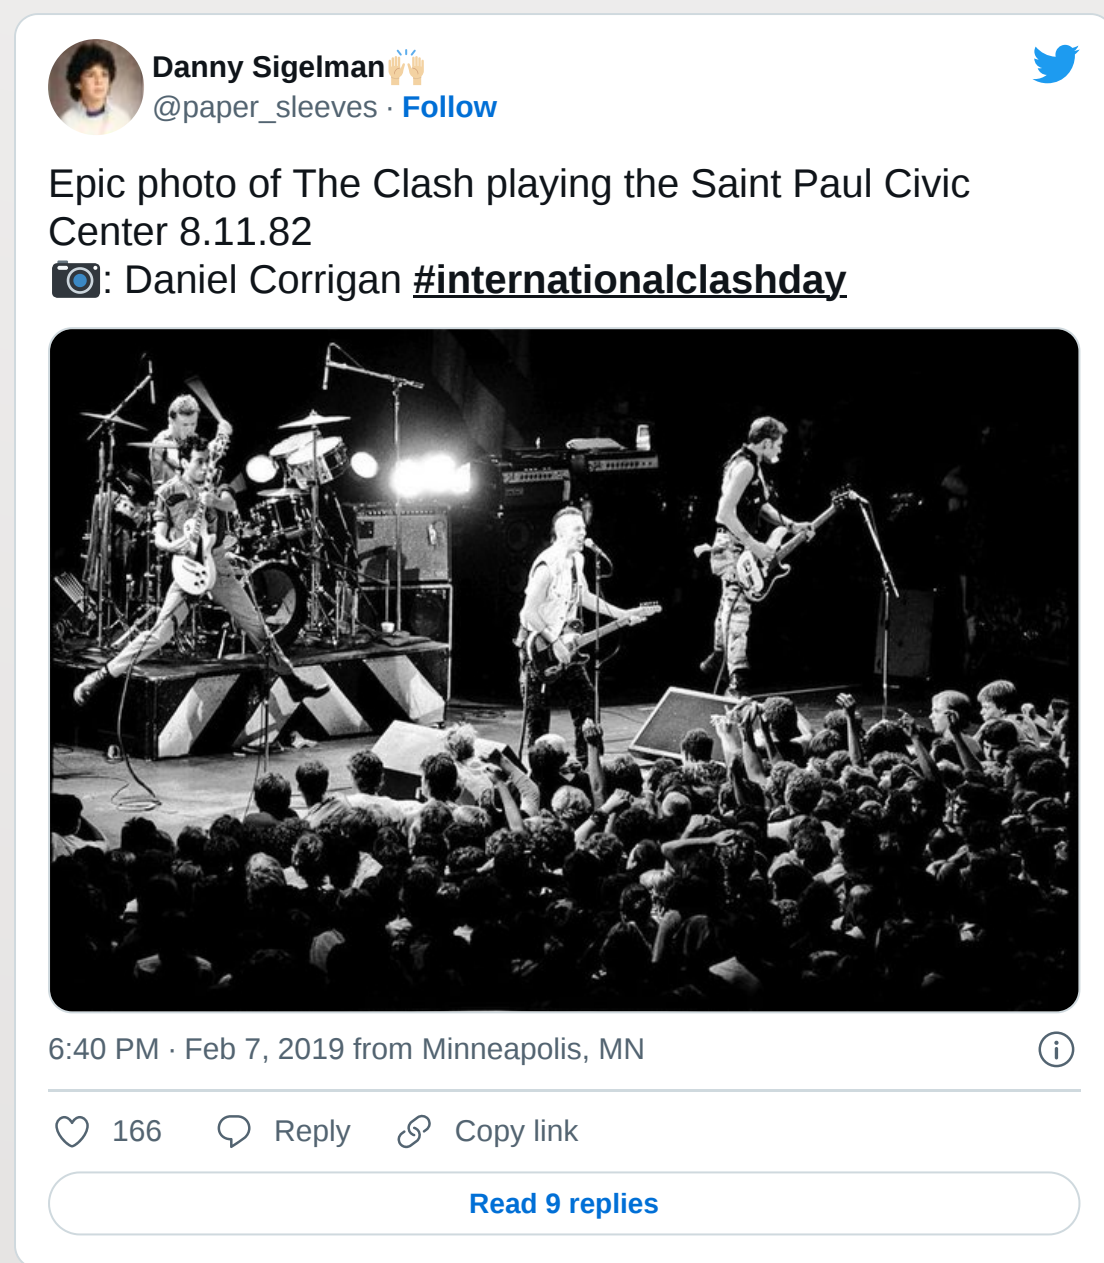 Danny Sigelman🙌🏼
@paper_sleeves · Follow
Epic photo of The Clash playing the Saint Paul Civic
Center 8.11.82
📷: Daniel Corrigan #internationalclashday
6:40 PM · Feb 7, 2019 from Minneapolis, MN
166 Reply Copy link
Read 9 replies